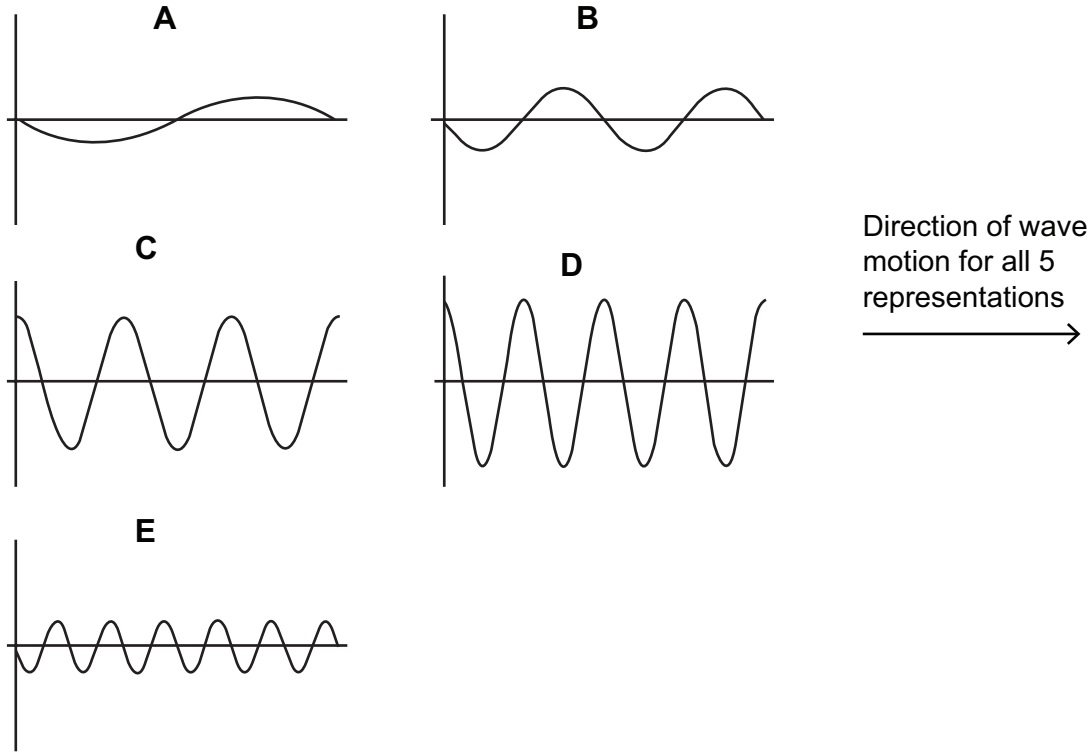 A
B
Direction of wave
motion for all 5
representations
C
D
E